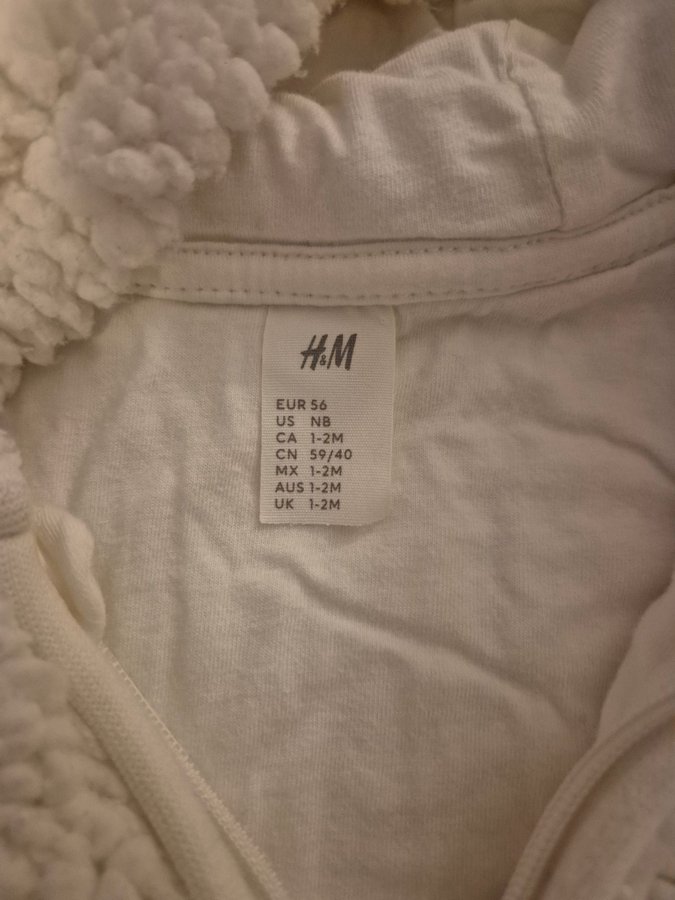 H&M
EUR 56
US NB
CA 1-2M
CN 59/40
MX 1-2M
AUS 1-2M
UK 1-2M